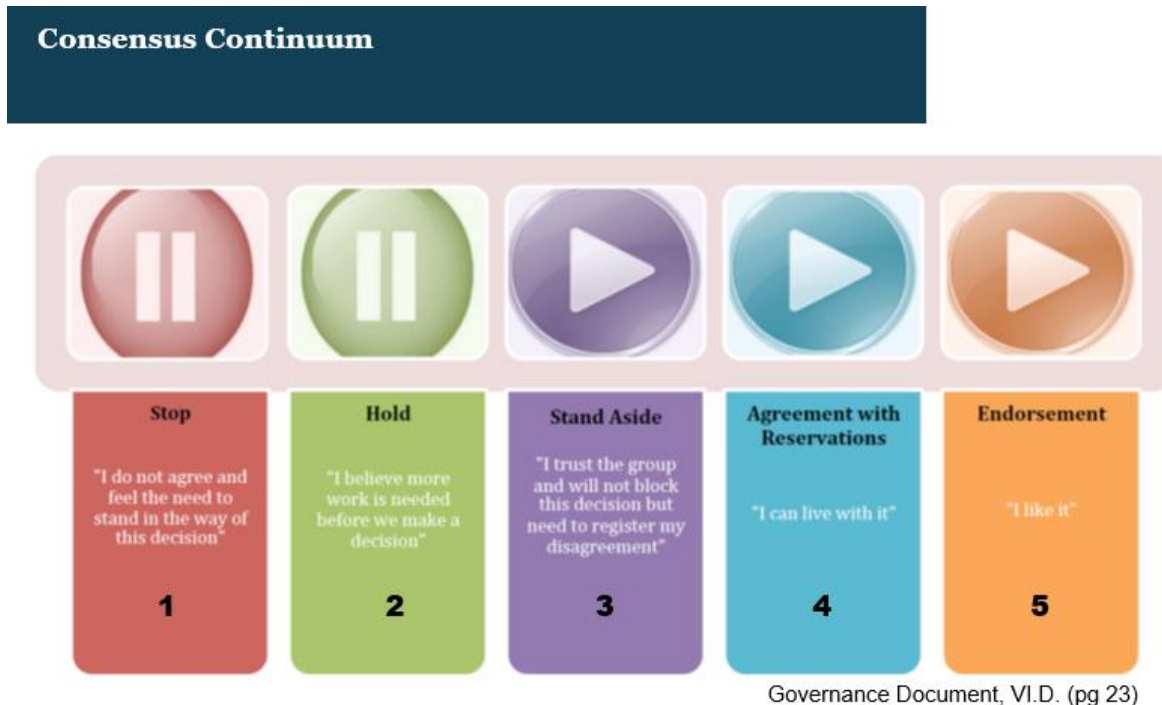 Consensus Continuum
Stop
"I do not agree and
feel the need to
stand in the way of
this decision"
1
Hold
"I believe more
work is needed
before we make a
decision"
2
Stand Aside
"I trust the group
and will not block
this decision but
need to register my
disagreement"
3
Agreement with
Reservations
"I can live with it"
4
Endorsement
"I like it"
5
Governance Document, VI.D. (pg 23)